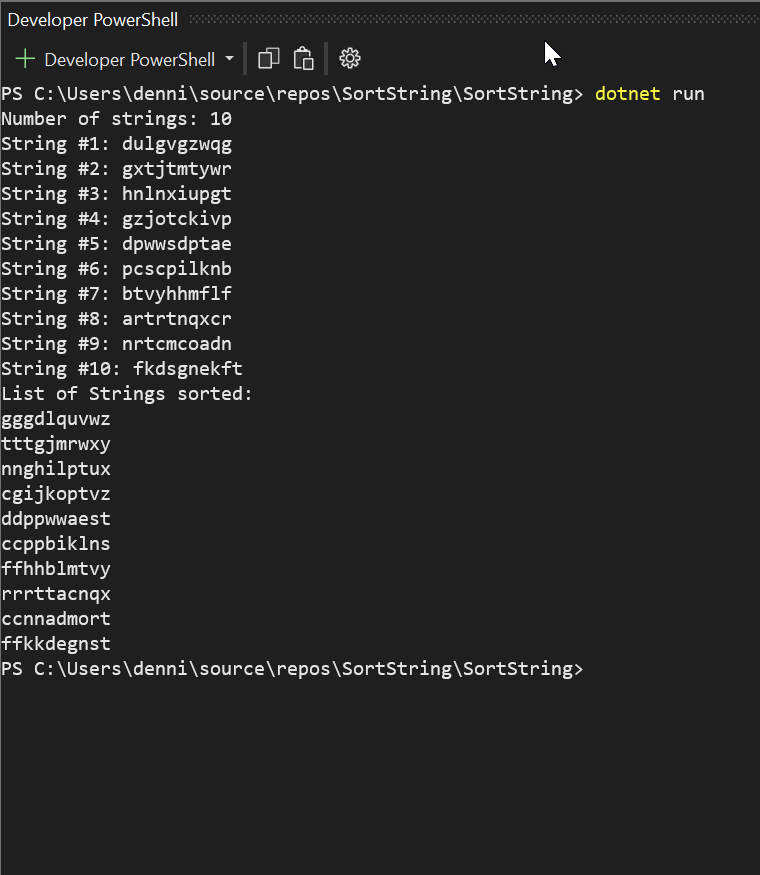 Developer PowerShell
Developer PowerShell
PS C:\Users\denni\source\repos\SortString\SortString> dotnet run
Number of strings: 10
String #1: dulgvgzwqg
String #2: gxtjtmtywr
String #3: hnlnxiupgt
String #4: gzjotckivp
String #5: dpwwsdptae
String #6: pcscpilknb
String #7: btvyhhmflf
String #8: artrtnqxcr
String #9: nrtcmcoadn
String #10: fkdsgnekft
List of Strings sorted:
gggdlquvwz
tttgjmrwxy
nnghilptux
cgijkoptvz
ddppwwaest
ccppbiklns
ffhhblmtvy
rrrttacnqx
ccnnadmort
ffkkdegnst
PS C:\Users\denni\source\repos\SortString\SortString>